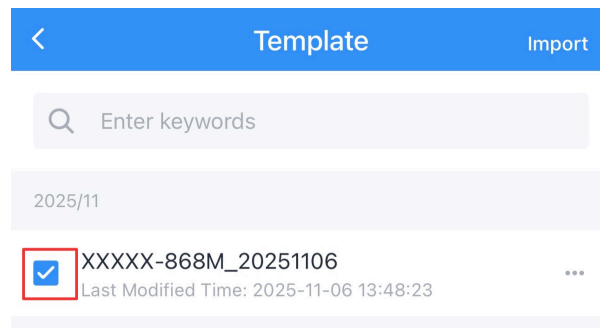 Template
Import
Enter keywords
2025/11
XXXXX-868M_20251106
Last Modified Time: 2025-11-06 13:48:23